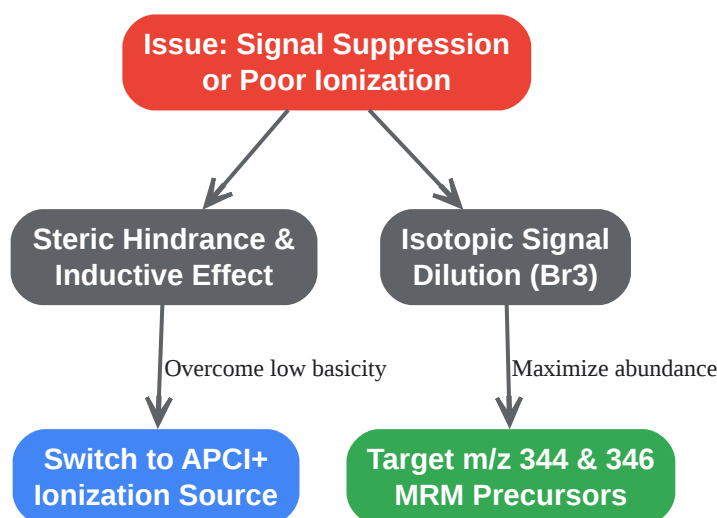 Issue: Signal Suppression
or Poor Ionization
Steric Hindrance &
Inductive Effect
Isotopic Signal
Dilution (Br3)
Overcome low basicity
Maximize abundance
Switch to APCI+
Ionization Source
Target m/z 344 & 346
MRM Precursors